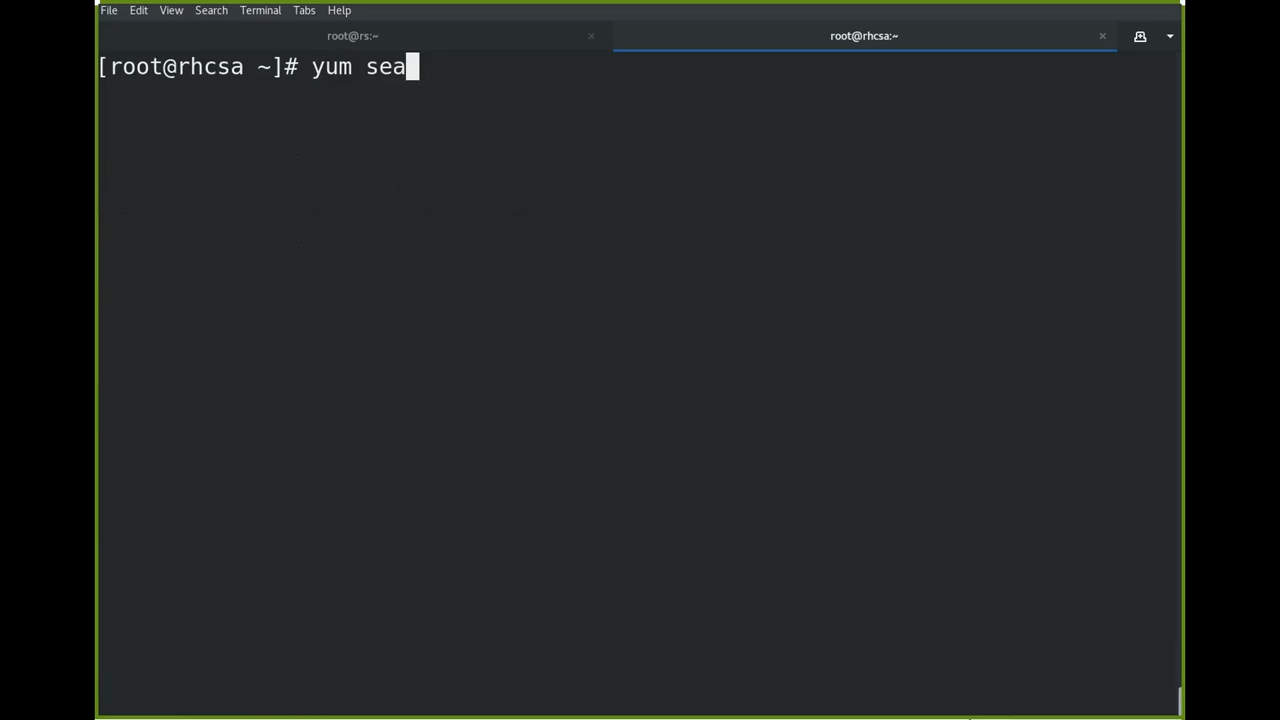 File Edit View Search Terminal Tabs Help
root@rs:~ × root@rhcsa:~ ×
[root@rhcsa ~]# yum sea